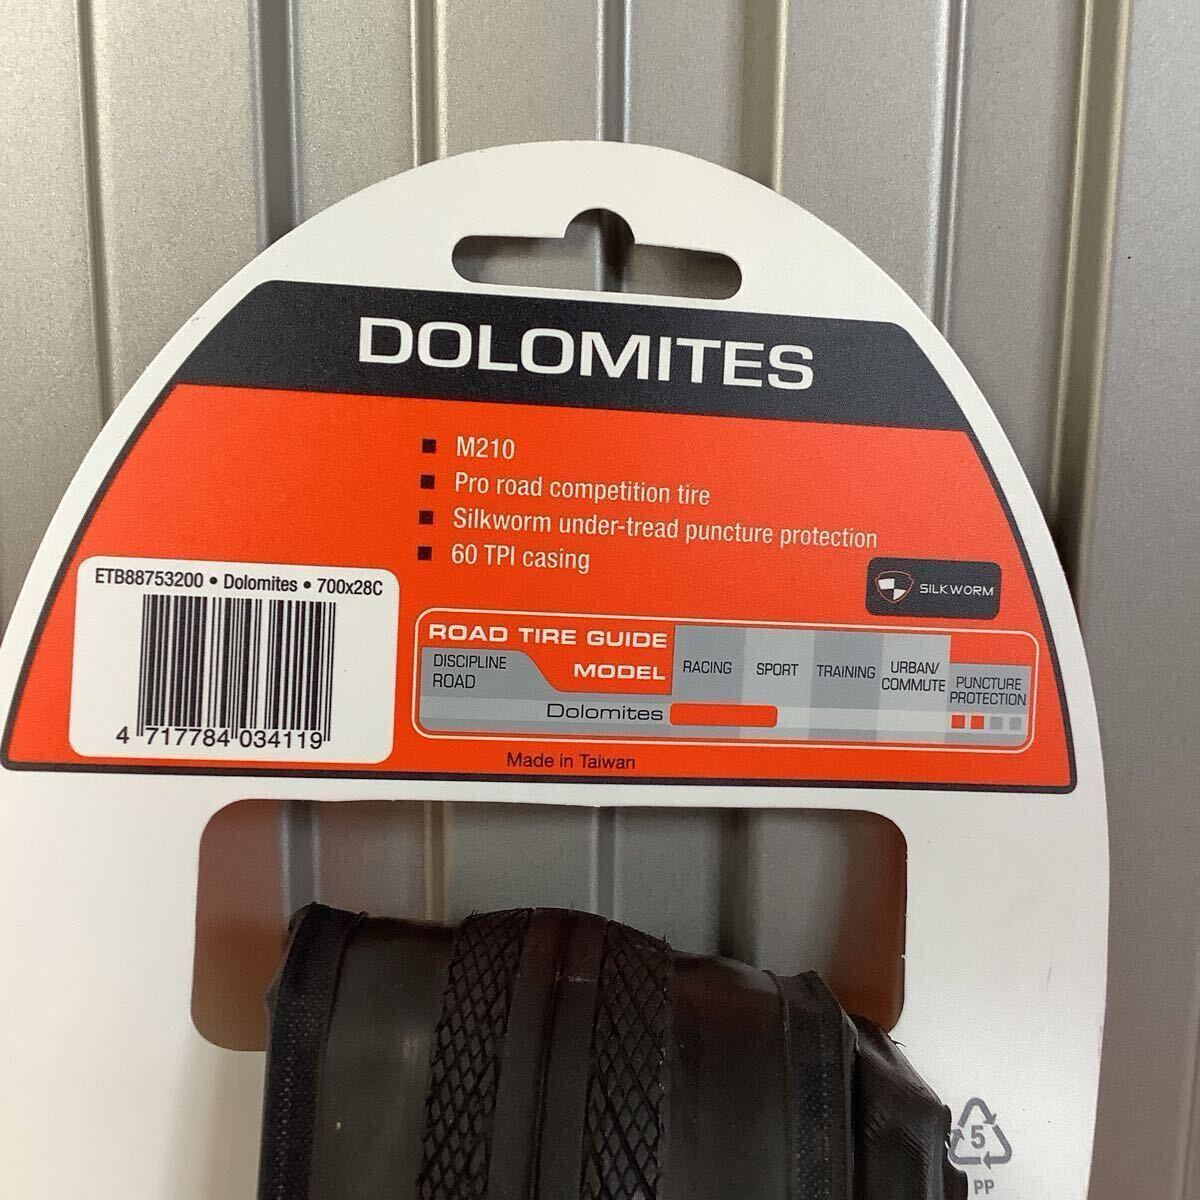 DOLOMITES
M210
Pro road competition tire
Silkworm under-tread puncture protection
60 TPI casing
SILKWORM
ETB88753200 • Dolomites • 700x28C
4 717784 034119
ROAD TIRE GUIDE
DISCIPLINE
ROAD
MODEL
RACING
SPORT
TRAINING
URBAN/
COMMUTE
PUNCTURE
PROTECTION
Dolomites
Made in Taiwan
5
PP